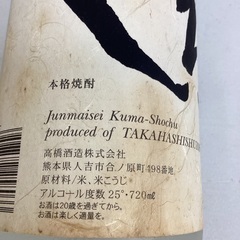 本格焼酎
Junmaisei Kuma-Shochu
produced of
高橋酒造株式会社
熊本県人吉市合ノ原町498番地
原材料/米、米こうじ
アルコール度数 25°・720㎖
お酒は20歳を過ぎてから。
お酒は楽しく適量を。